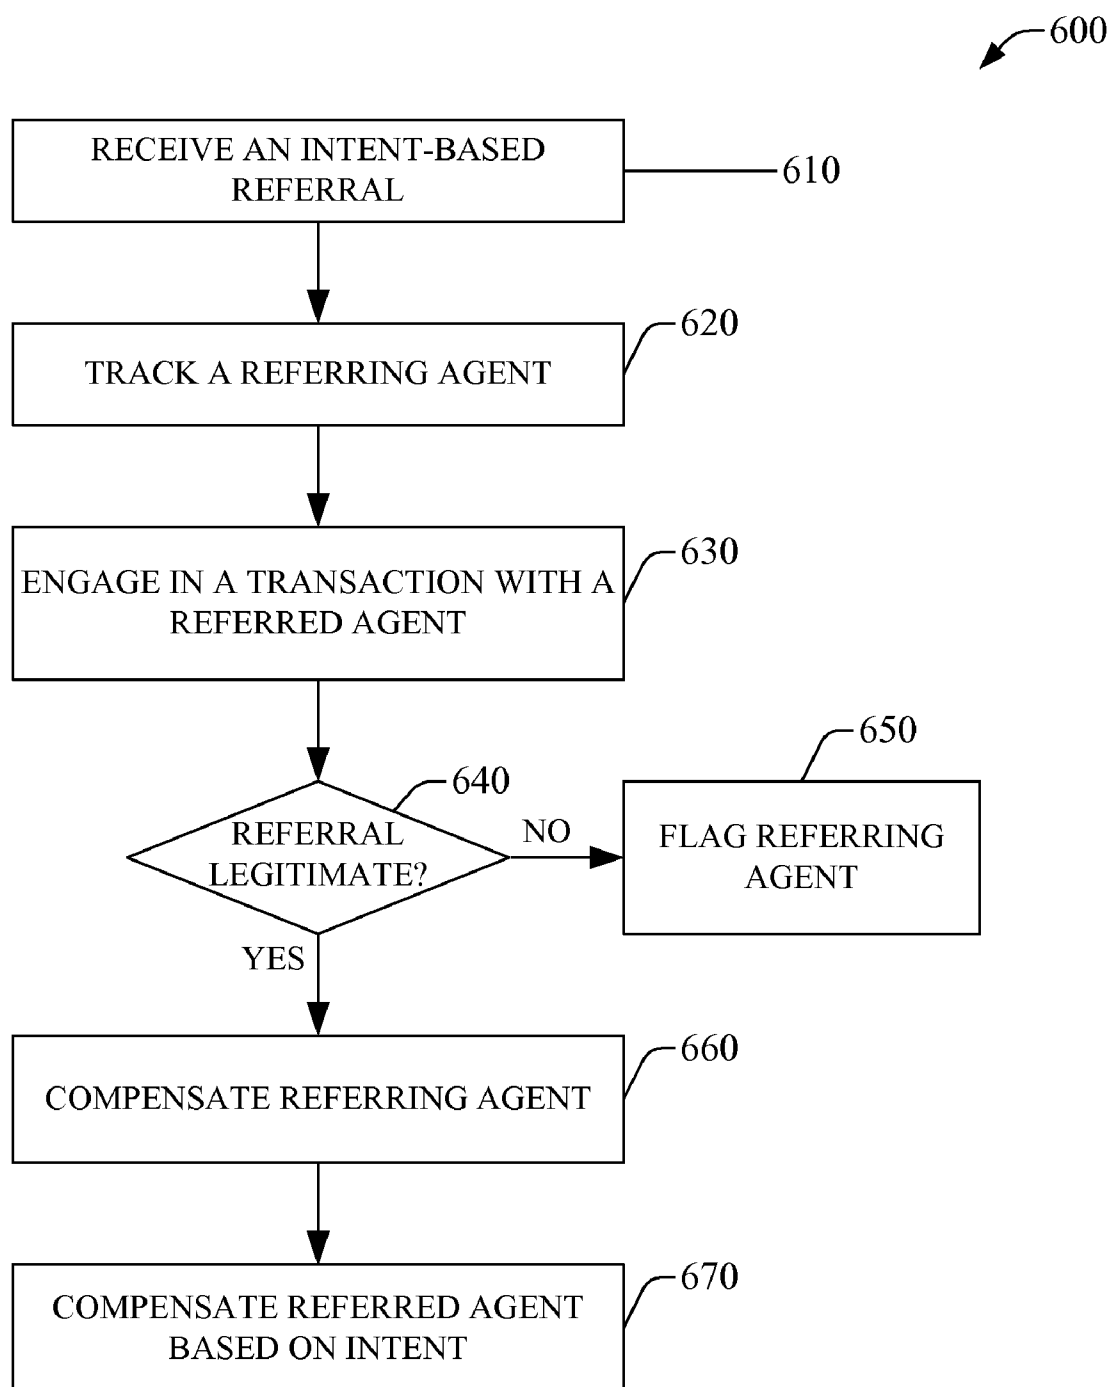 600
RECEIVE AN INTENT-BASED
REFERRAL
610
620
TRACK A REFERRING AGENT
630
ENGAGE IN A TRANSACTION WITH A
REFERRED AGENT
640
REFERRAL
LEGITIMATE?
NO
650
FLAG REFERRING
AGENT
YES
660
COMPENSATE REFERRING AGENT
670
COMPENSATE REFERRED AGENT
BASED ON INTENT